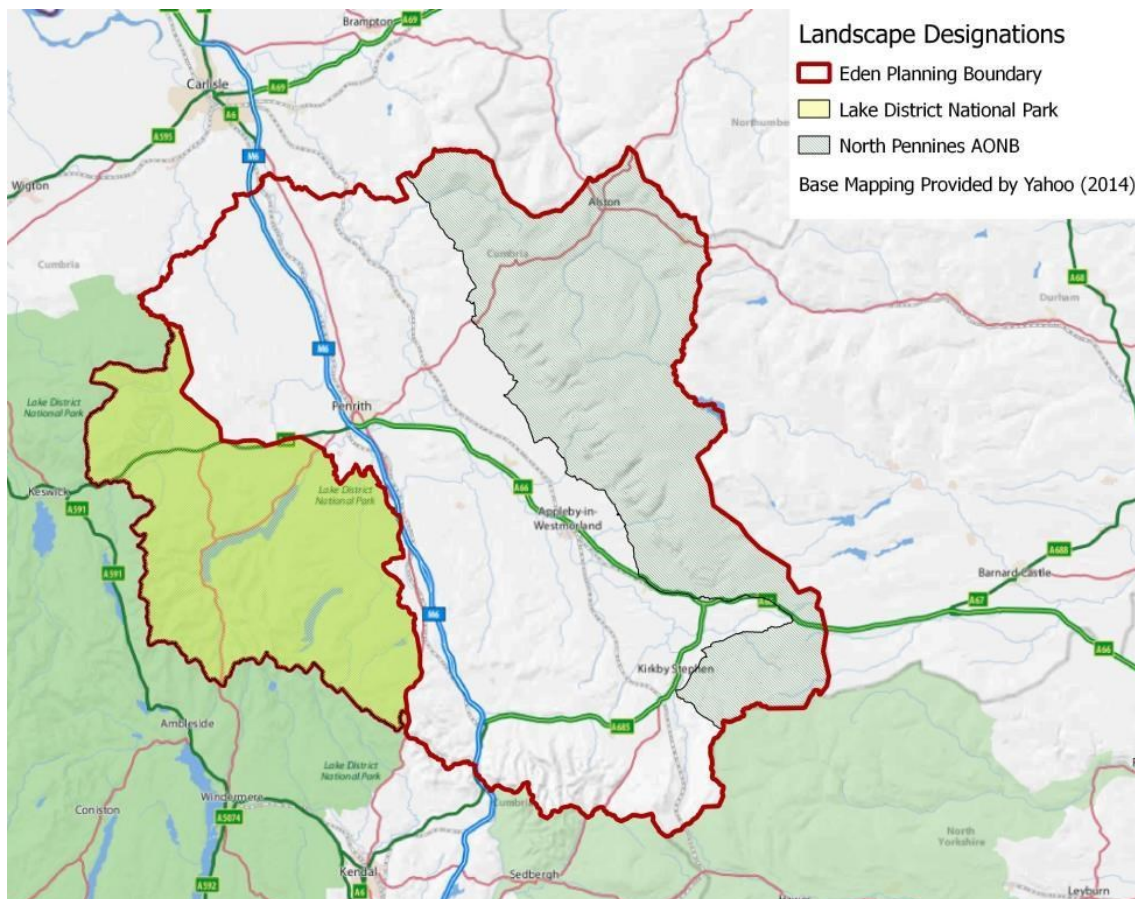 Landscape Designations
Eden Planning Boundary
Lake District National Park
North Pennines AONB
Base Mapping Provided by Yahoo (2014)
Brampton
A69
Carlisle
A69
A6
A595
M6
Wigton
Alston
Cumbria
Cumbria
A68
Durham
M6
Lake District
National Park
Penrith
Lake District
National Park
Keswick
A591
A66
Appleby-in-
Westmorland
A591
A688
Barnard Castle
A67
M6
A66
Kirkby Stephen
A685
Ambleside
Lake District
National Park
Cumbria
Windermere
Coniston
A5074
North
Yorkshire
Kendal
Sedbergh
A592
A6
Leyburn